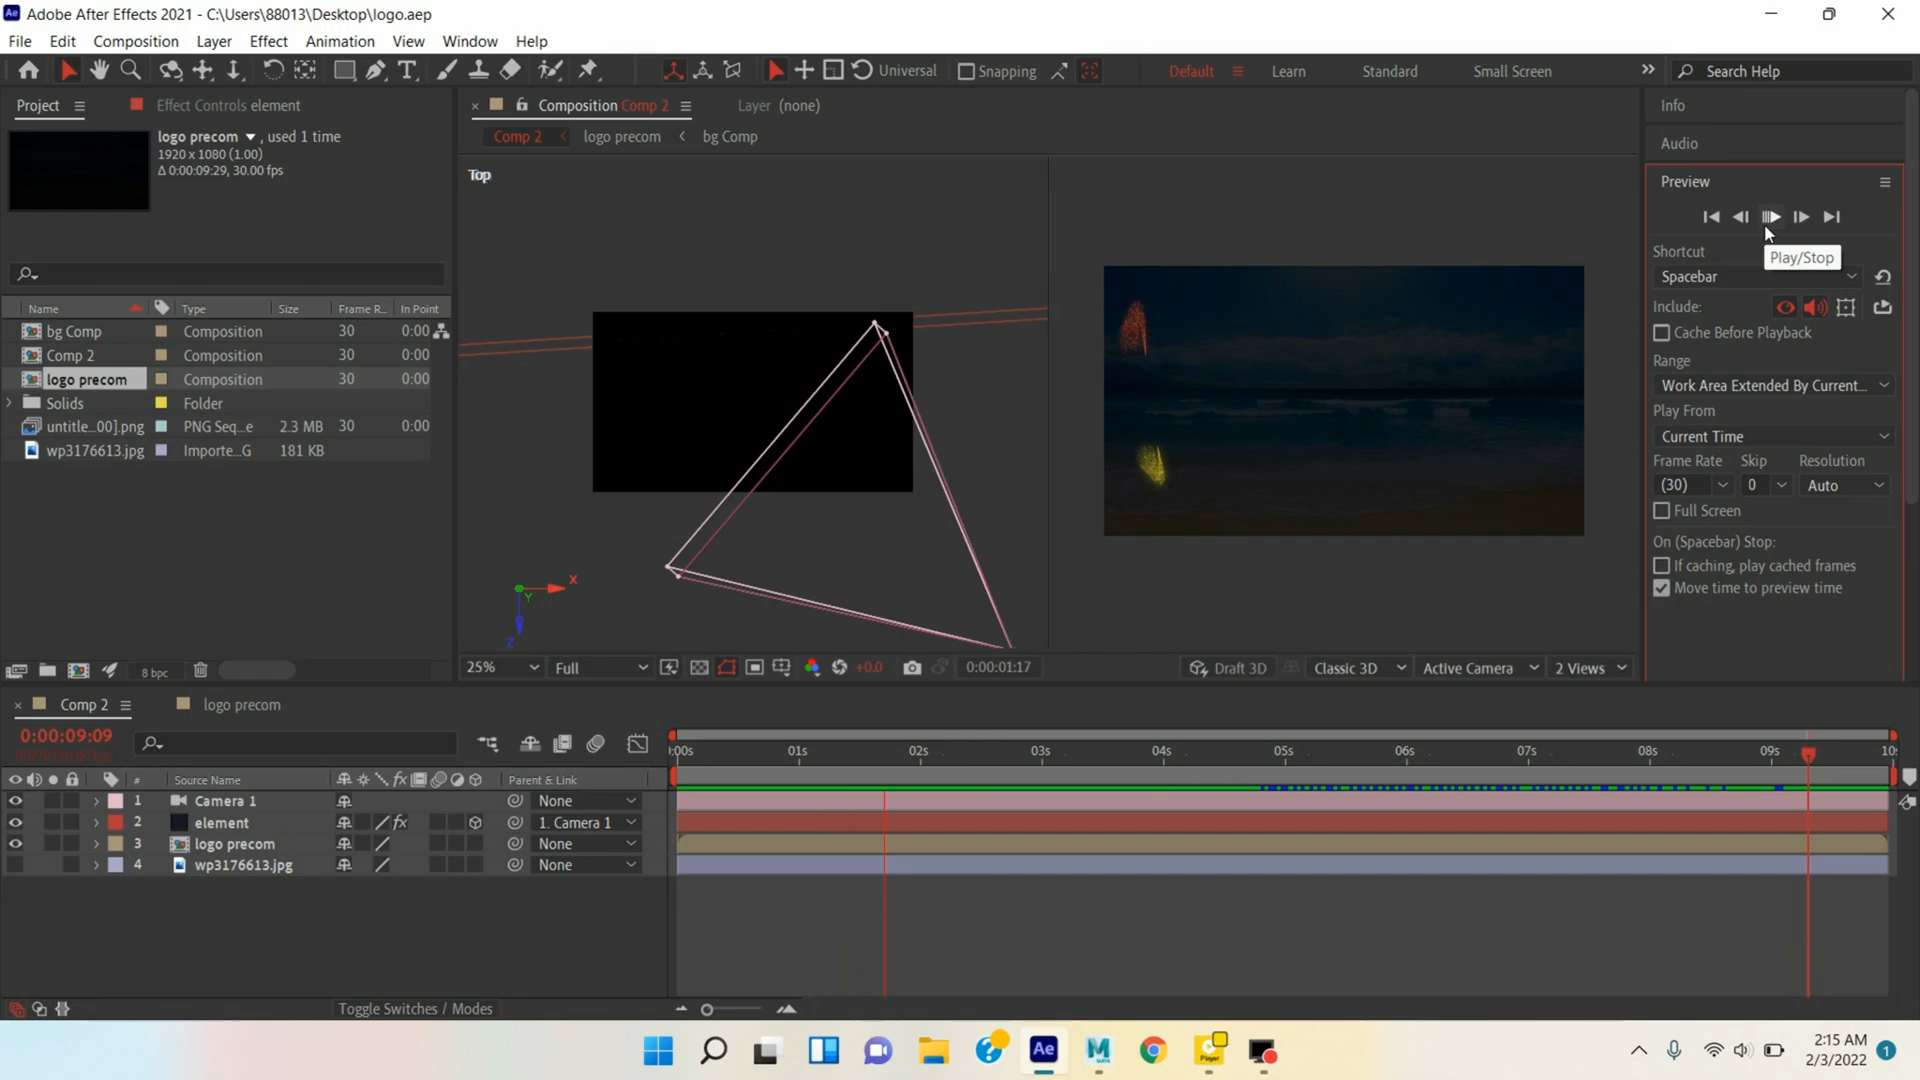 Adobe After Effects 2021 - C:\Users\88013\Desktop\logo.aep
File Edit Composition Layer Effect Animation View Window Help
Universal Snapping Default Learn Standard Small Screen Search Help
Project Effect Controls element
logo precom , used 1 time
1920 x 1080 (1.00)
Δ 0:00:09:29, 30.00 fps
Name Type Size Frame R... In Point
bg Comp Composition 30 0:00
Comp 2 Composition 30 0:00
logo precom Composition 30 0:00
Solids Folder
untitle...00].png PNG Seq...e 2.3 MB 30 0:00
wp3176613.jpg Importe...G 181 KB
8 bpc
Composition Comp 2 Layer (none)
Comp 2 logo precom bg Comp
Top
X
Y
Z
25% Full +0.0 0:00:01:17 Draft 3D Classic 3D Active Camera 2 Views
Info
Audio
Preview
Play/Stop
Shortcut
Spacebar
Include:
Cache Before Playback
Range
Work Area Extended By Current...
Play From
Current Time
Frame Rate Skip Resolution
(30) 0 Auto
Full Screen
On (Spacebar) Stop:
If caching, play cached frames
Move time to preview time
Comp 2 logo precom
0:00:09:09
:00s 01s 02s 03s 04s 05s 06s 07s 08s 09s 10
# Source Name fx Parent & Link
1 Camera 1 None
2 element fx 1. Camera 1
3 logo precom None
4 wp3176613.jpg None
Toggle Switches / Modes
Ae
Player
2:15 AM
2/3/2022
1